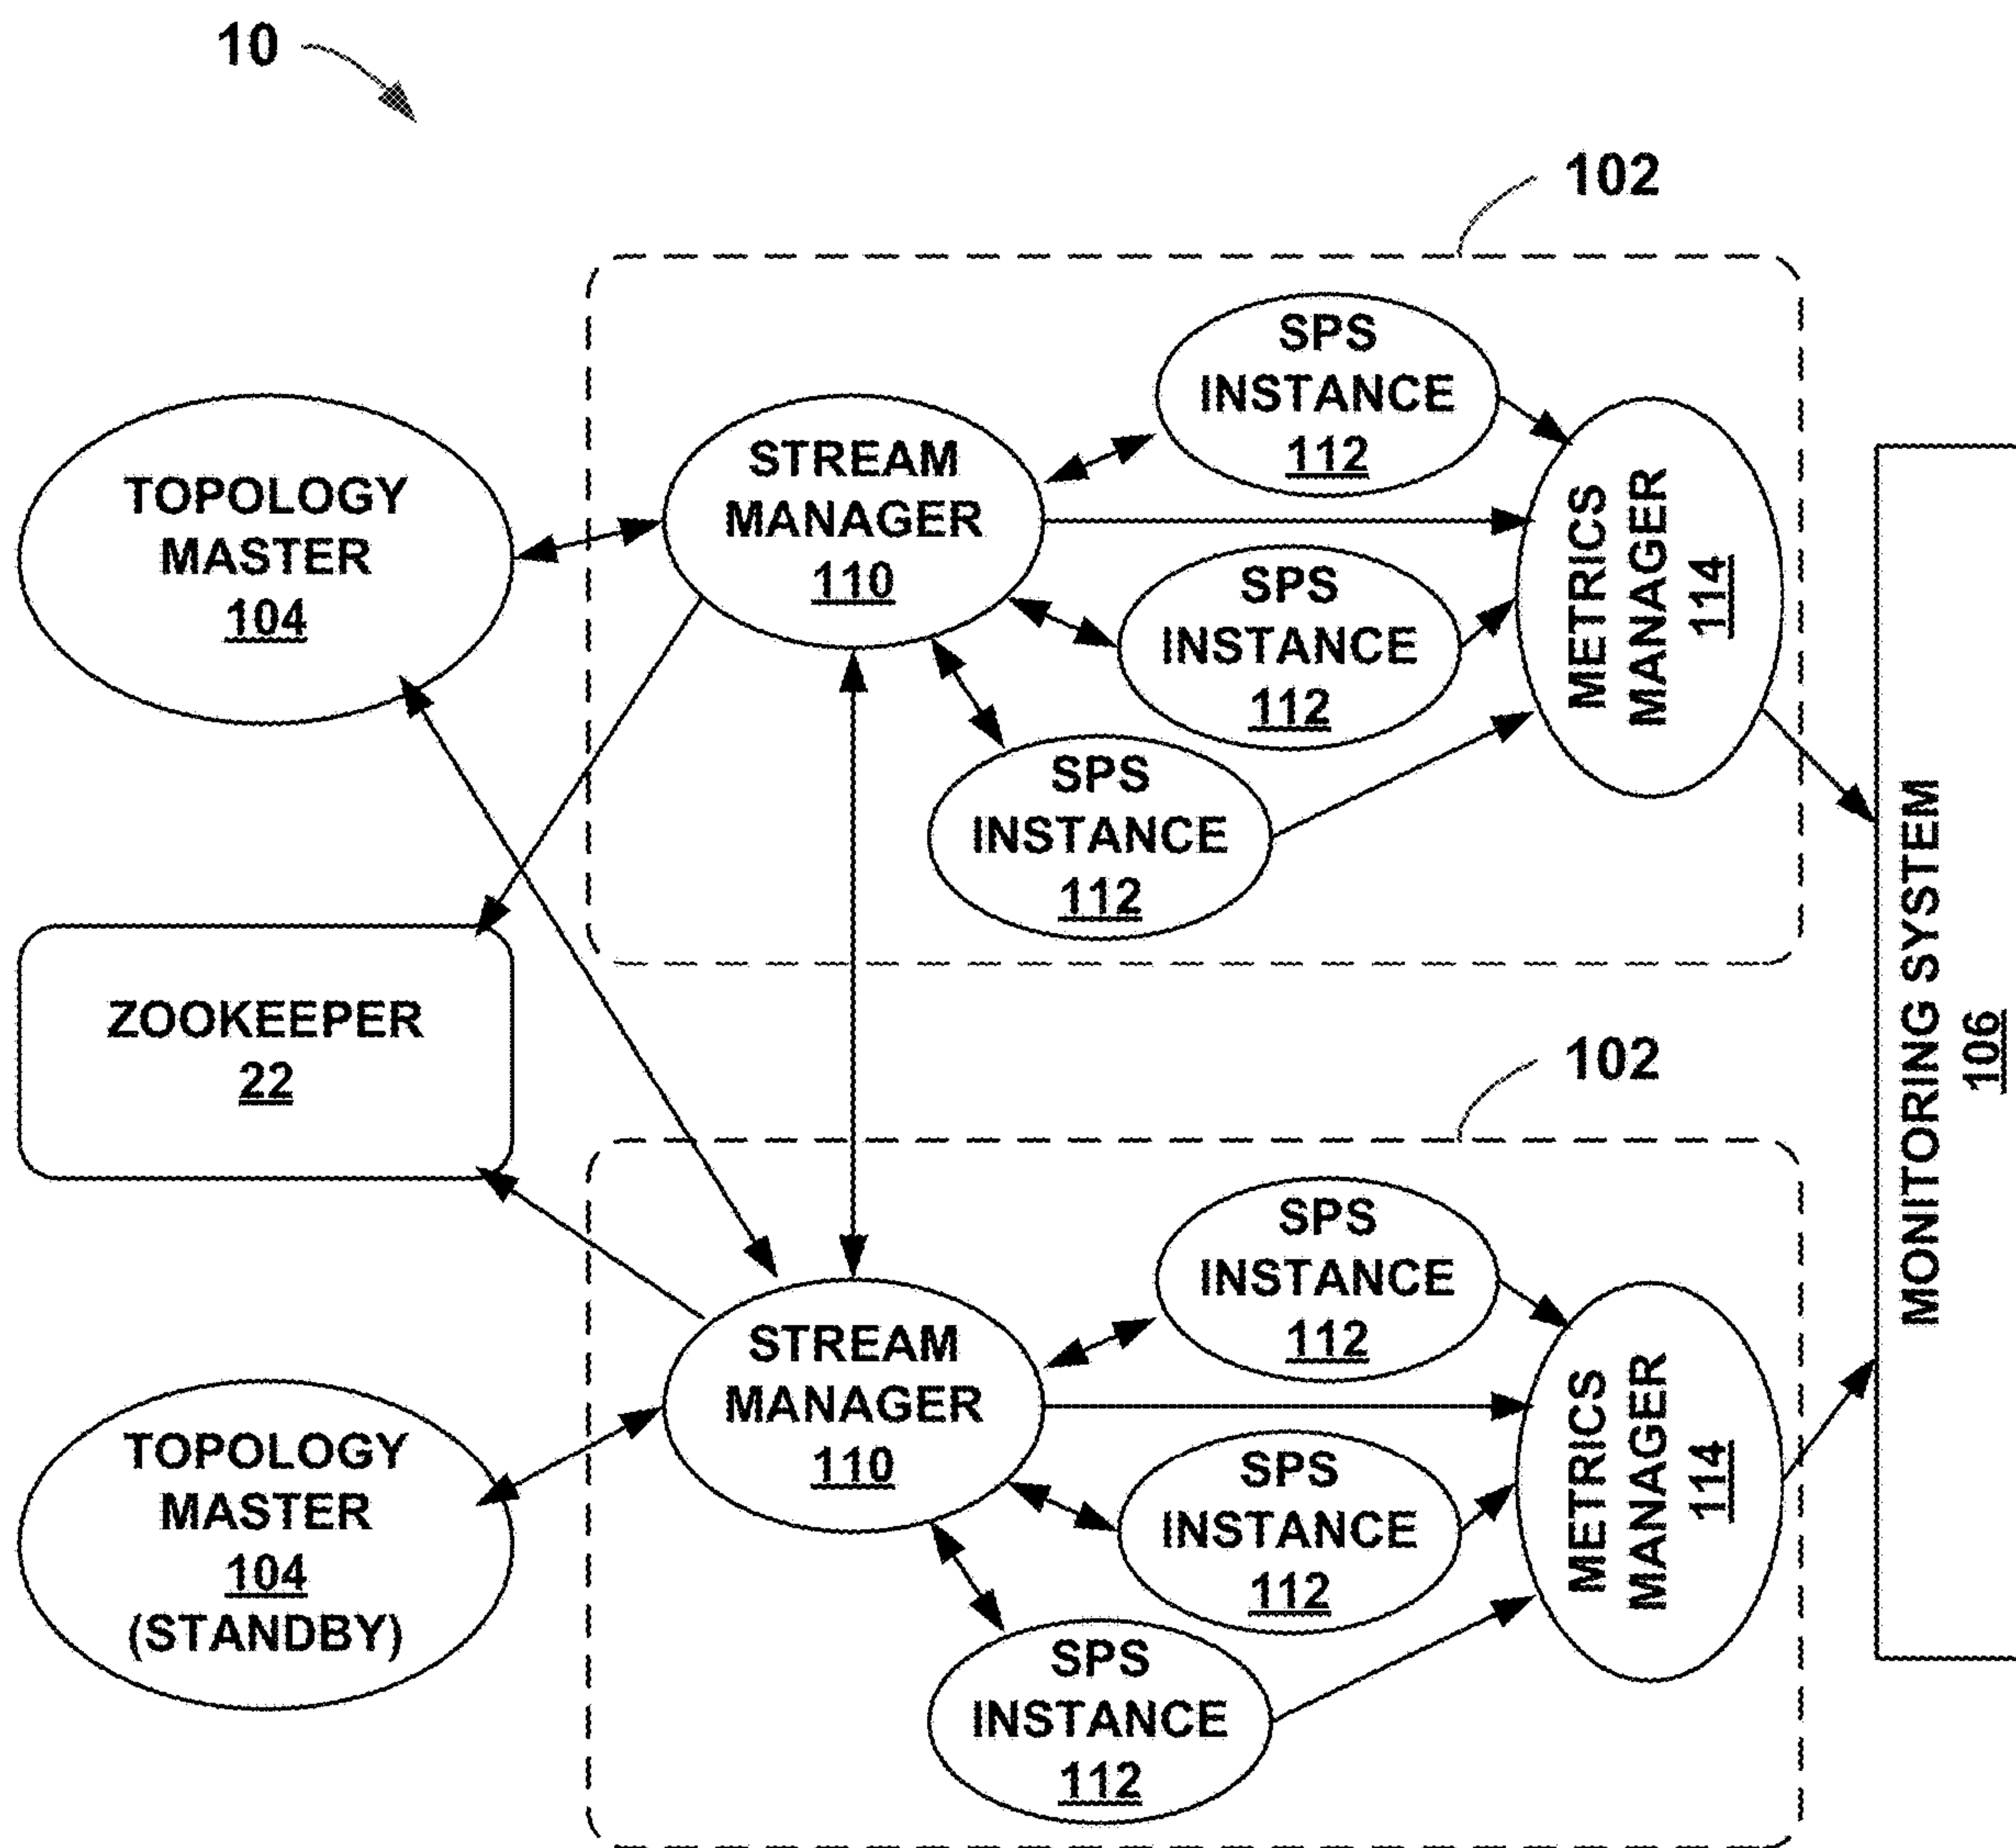 10
102
SPS
INSTANCE
112
STREAM
MANAGER
110
TOPOLOGY
MASTER
104
SPS
INSTANCE
112
METRICS
MANAGER
114
SPS
INSTANCE
112
MONITORING SYSTEM
106
ZOOKEEPER
22
102
SPS
INSTANCE
112
STREAM
MANAGER
110
TOPOLOGY
MASTER
104
(STANDBY)
SPS
INSTANCE
112
METRICS
MANAGER
114
SPS
INSTANCE
112